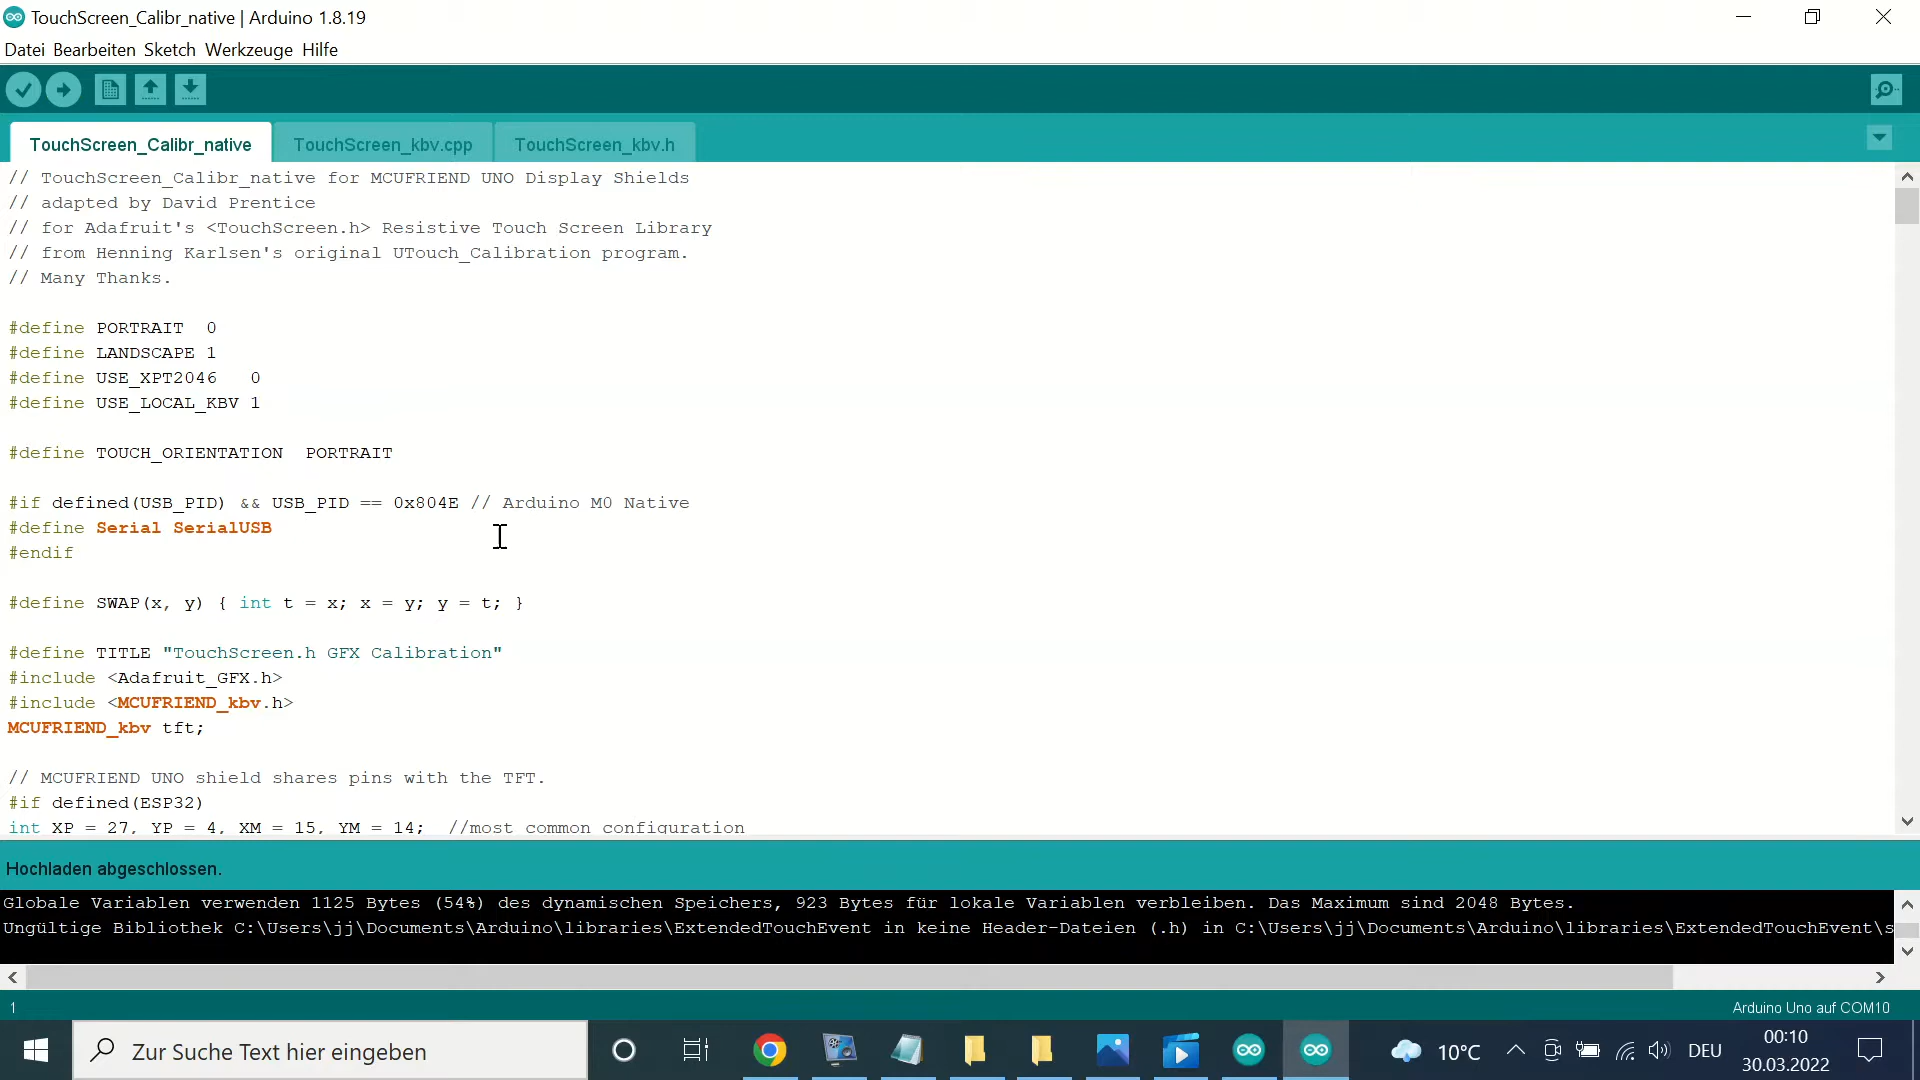 TouchScreen_Calibr_native | Arduino 1.8.19
Datei Bearbeiten Sketch Werkzeuge Hilfe
TouchScreen_Calibr_native TouchScreen_kbv.cpp TouchScreen_kbv.h
// TouchScreen_Calibr_native for MCUFRIEND UNO Display Shields
// adapted by David Prentice
// for Adafruit's <TouchScreen.h> Resistive Touch Screen Library
// from Henning Karlsen's original UTouch_Calibration program.
// Many Thanks.
#define PORTRAIT  0
#define LANDSCAPE 1
#define USE_XPT2046   0
#define USE_LOCAL_KBV 1
#define TOUCH_ORIENTATION  PORTRAIT
#if defined(USB_PID) && USB_PID == 0x804E // Arduino M0 Native
#define Serial SerialUSB
#endif
#define SWAP(x, y) { int t = x; x = y; y = t; }
#define TITLE "TouchScreen.h GFX Calibration"
#include <Adafruit_GFX.h>
#include <MCUFRIEND_kbv.h>
MCUFRIEND_kbv tft;
// MCUFRIEND UNO shield shares pins with the TFT.
#if defined(ESP32)
int XP = 27, YP = 4, XM = 15, YM = 14;  //most common configuration
Hochladen abgeschlossen.
Globale Variablen verwenden 1125 Bytes (54%) des dynamischen Speichers, 923 Bytes für lokale Variablen verbleiben. Das Maximum sind 2048 Bytes.
Ungültige Bibliothek C:\Users\jj\Documents\Arduino\libraries\ExtendedTouchEvent in keine Header-Dateien (.h) in C:\Users\jj\Documents\Arduino\libraries\ExtendedTouchEvent\s
1 Arduino Uno auf COM10
Zur Suche Text hier eingeben 10°C DEU 00:10
30.03.2022